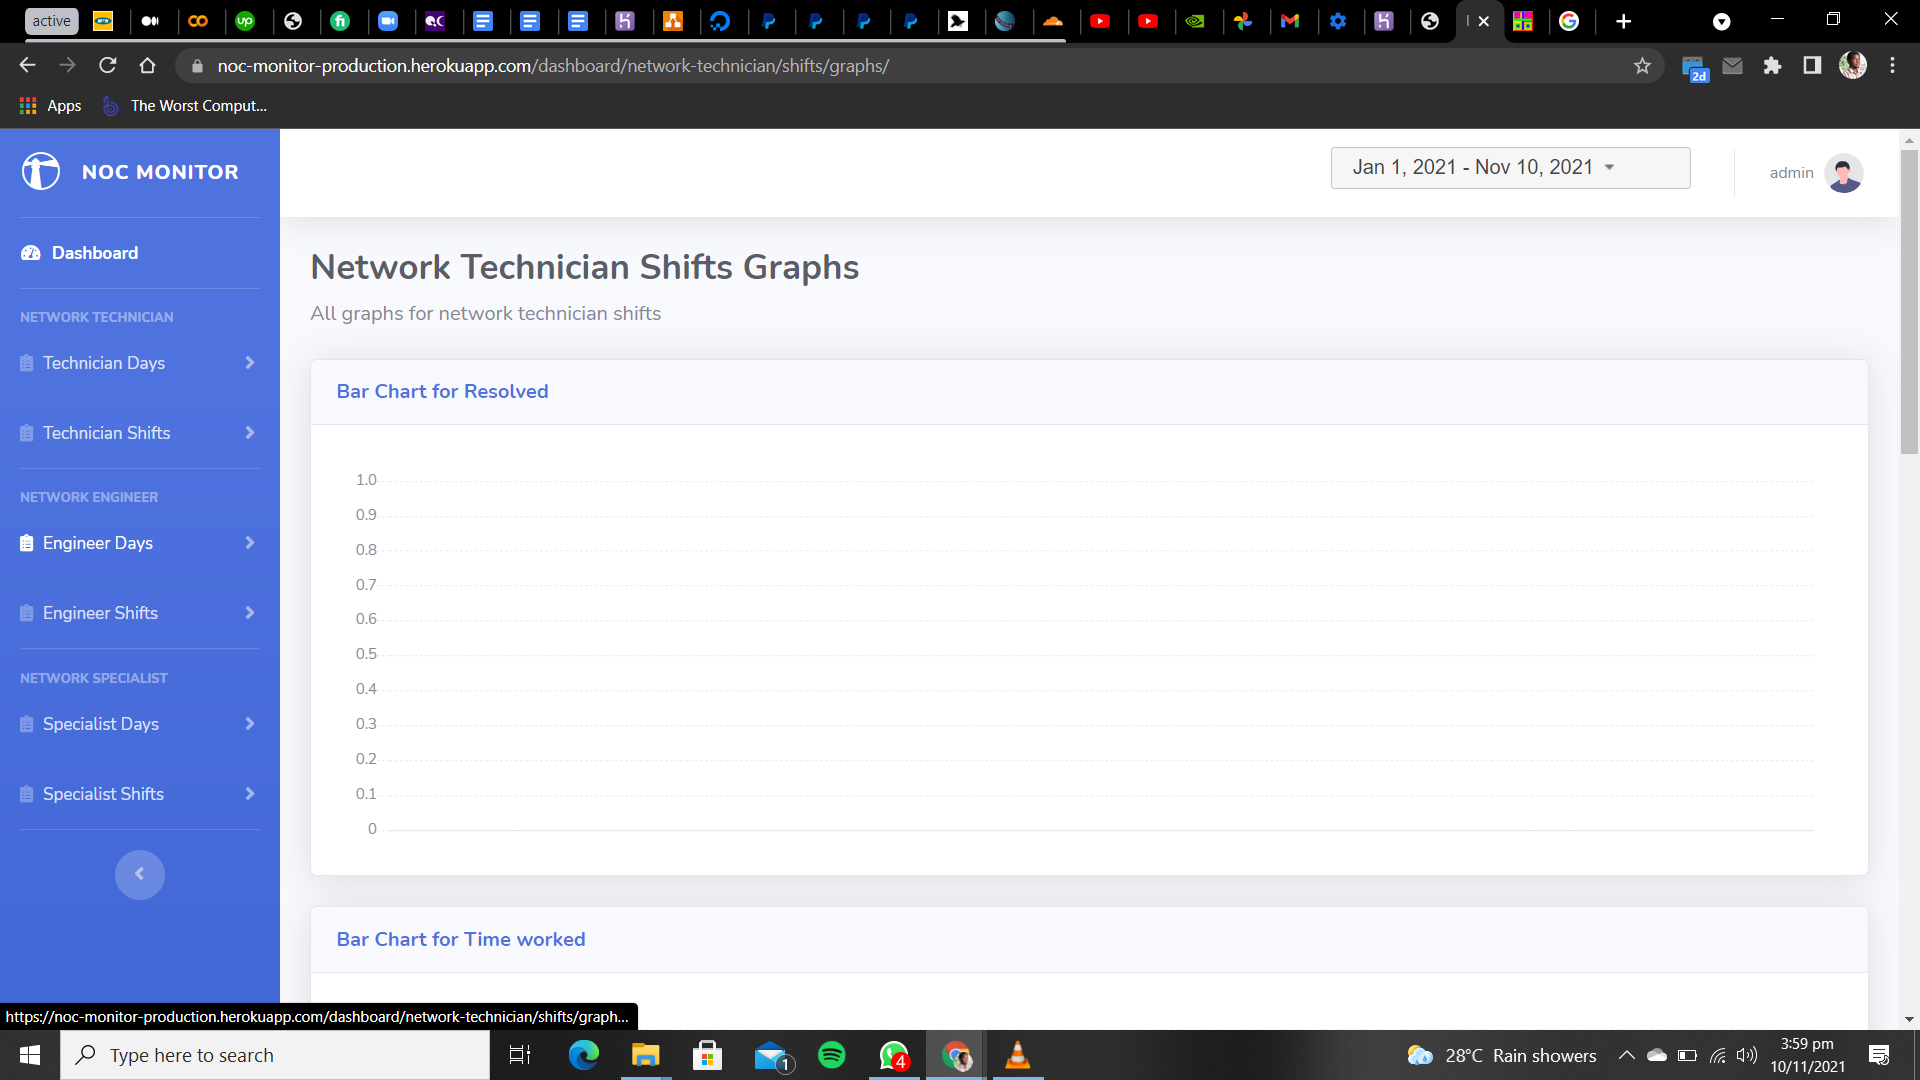 active
noc-monitor-production.herokuapp.com/dashboard/network-technician/shifts/graphs/
2d
Apps
The Worst Comput...
NOC MONITOR
Jan 1, 2021 - Nov 10, 2021
admin
Dashboard
Network Technician Shifts Graphs
All graphs for network technician shifts
NETWORK TECHNICIAN
Technician Days
Technician Shifts
NETWORK ENGINEER
Engineer Days
Engineer Shifts
NETWORK SPECIALIST
Specialist Days
Specialist Shifts
Bar Chart for Resolved
1.0
0.9
0.8
0.7
0.6
0.5
0.4
0.3
0.2
0.1
0
Bar Chart for Time worked
https://noc-monitor-production.herokuapp.com/dashboard/network-technician/shifts/graph...
Type here to search
1
4
28°C Rain showers
3:59 pm
10/11/2021